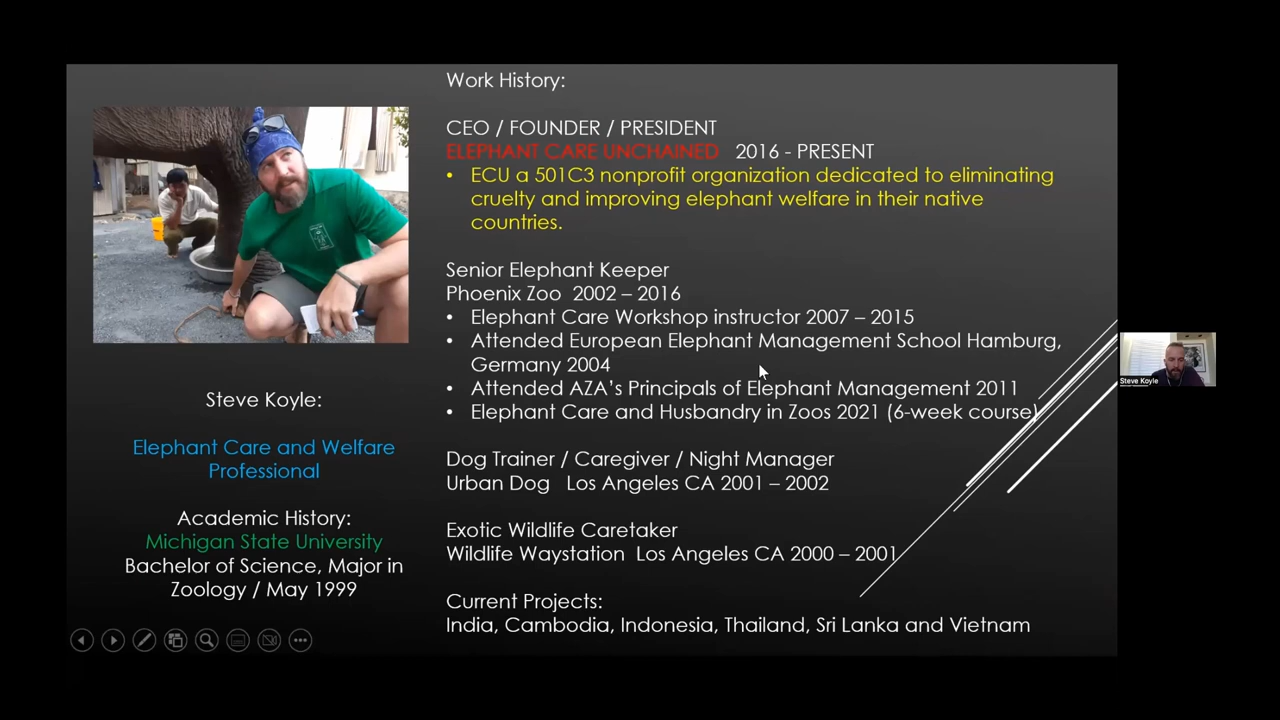 Work History:
CEO / FOUNDER / PRESIDENT
ELEPHANT CARE UNCHAINED 2016 - PRESENT
• ECU a 501C3 nonprofit organization dedicated to eliminating
cruelty and improving elephant welfare in their native
countries.
Senior Elephant Keeper
Phoenix Zoo 2002 – 2016
• Elephant Care Workshop instructor 2007 – 2015
• Attended European Elephant Management School Hamburg,
Germany 2004
• Attended AZA's Principals of Elephant Management 2011
• Elephant Care and Husbandry in Zoos 2021 (6-week course)
Dog Trainer / Caregiver / Night Manager
Urban Dog Los Angeles CA 2001 – 2002
Exotic Wildlife Caretaker
Wildlife Waystation Los Angeles CA 2000 – 2001
Current Projects:
India, Cambodia, Indonesia, Thailand, Sri Lanka and Vietnam
Steve Koyle:
Elephant Care and Welfare
Professional
Academic History:
Michigan State University
Bachelor of Science, Major in
Zoology / May 1999
Steve Koyle